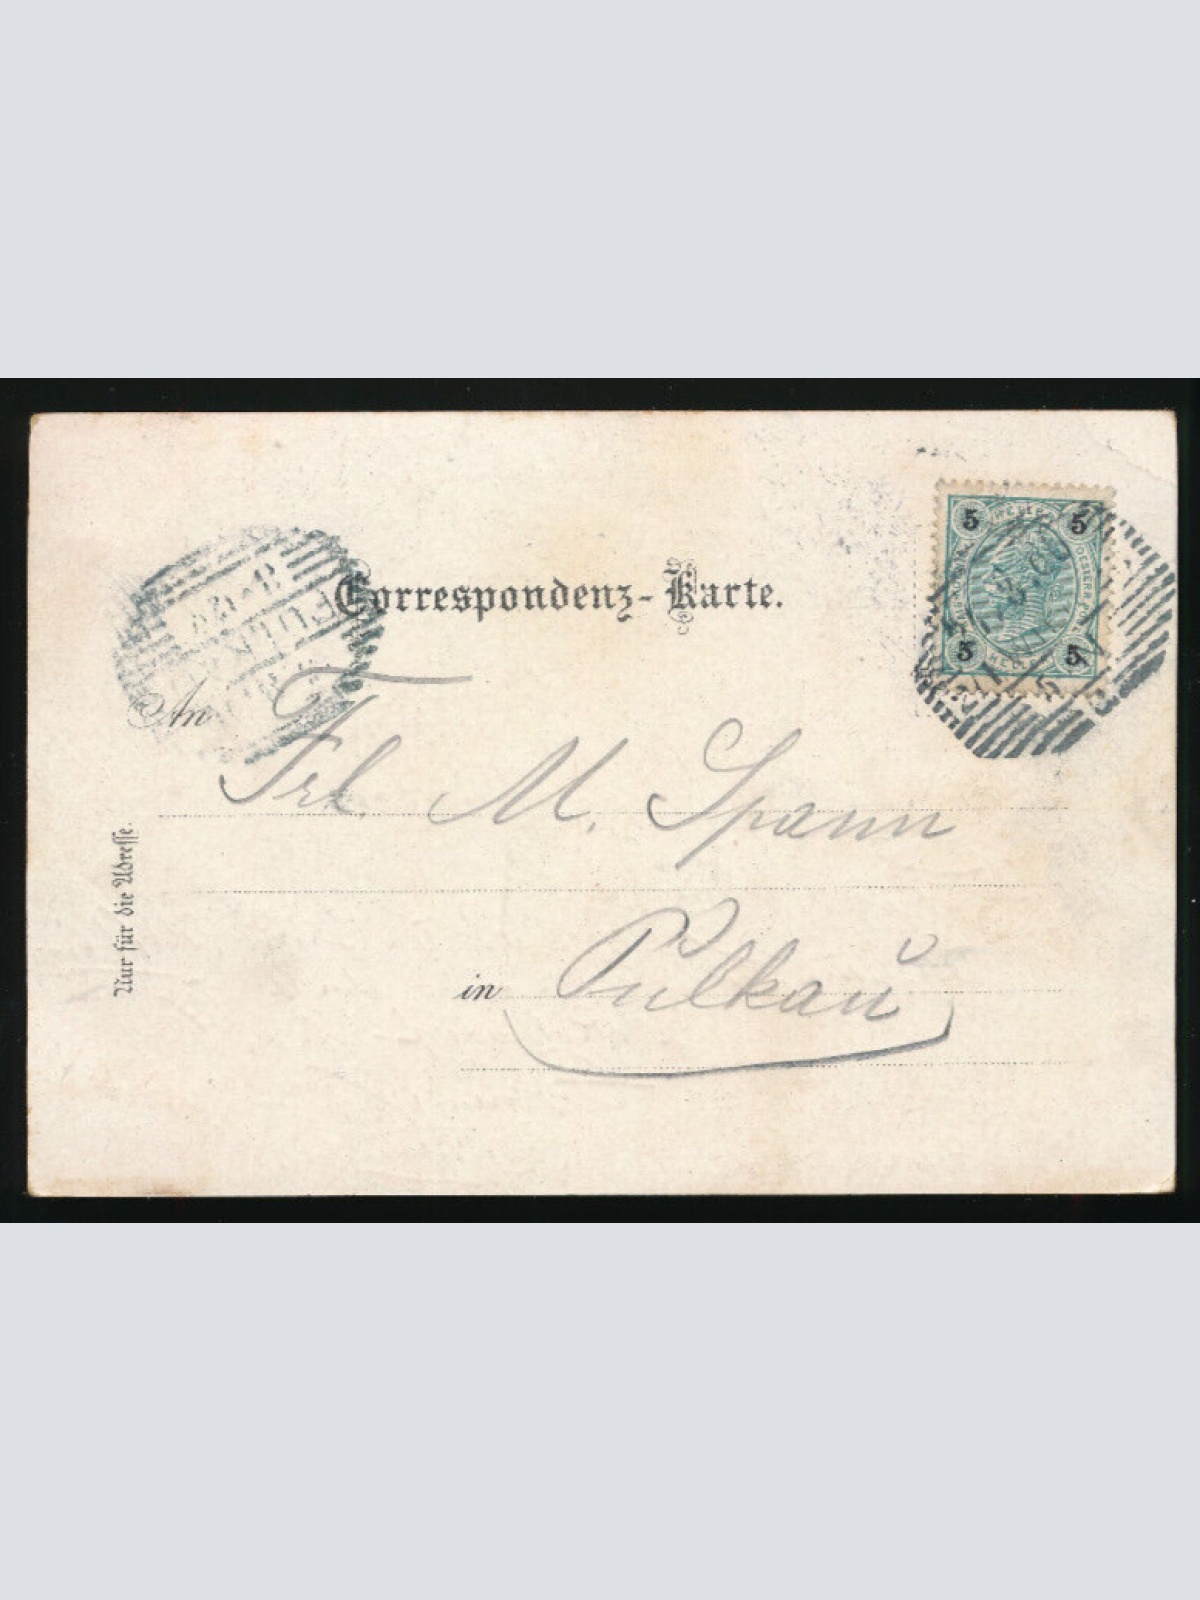 Correspondenz-Karte.
5 5
5 5
An
Frl. M. Spann
in Pulkau
Nur für die Adresse.